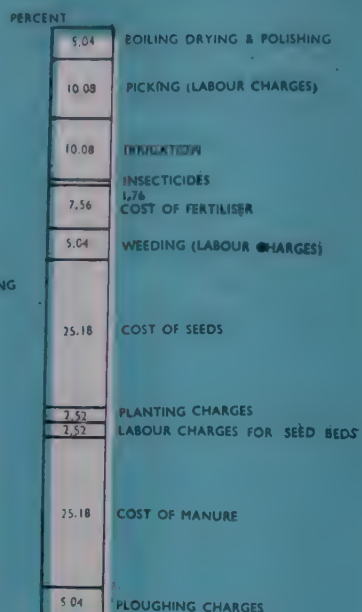 PERCENT
5.04 BOILING DRYING & POLISHING
10.08 PICKING (LABOUR CHARGES)
10.08 IRRIGATION
INSECTICIDES
1.76
7.56 COST OF FERTILISER
5.04 WEEDING (LABOUR CHARGES)
NG
25.18 COST OF SEEDS
2.52 PLANTING CHARGES
2.52 LABOUR CHARGES FOR SEED BEDS
25.18 COST OF MANURE
5 04 PLOUGHING CHARGES